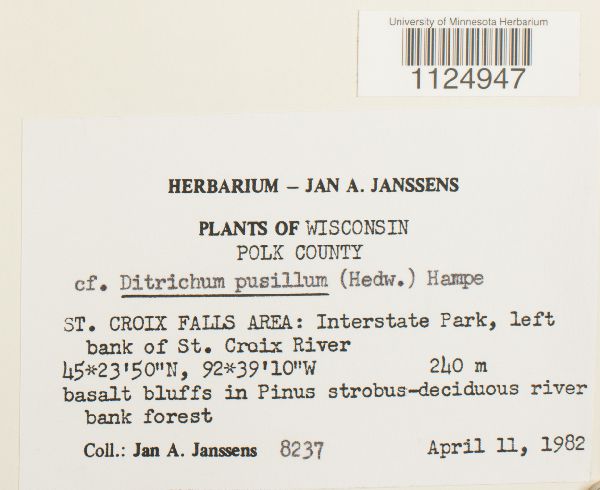 University of Minnesota Herbarium
1124947
HERBARIUM – JAN A. JANSSENS
PLANTS OF WISCONSIN
POLK COUNTY
cf. Ditrichum pusillum (Hedw.) Hampe
ST. CROIX FALLS AREA: Interstate Park, left
bank of St. Croix River
45*23'50"N, 92*39'10"W 240 m
basalt bluffs in Pinus strobus-deciduous river
bank forest
Coll.: Jan A. Janssens 8237 April 11, 1982